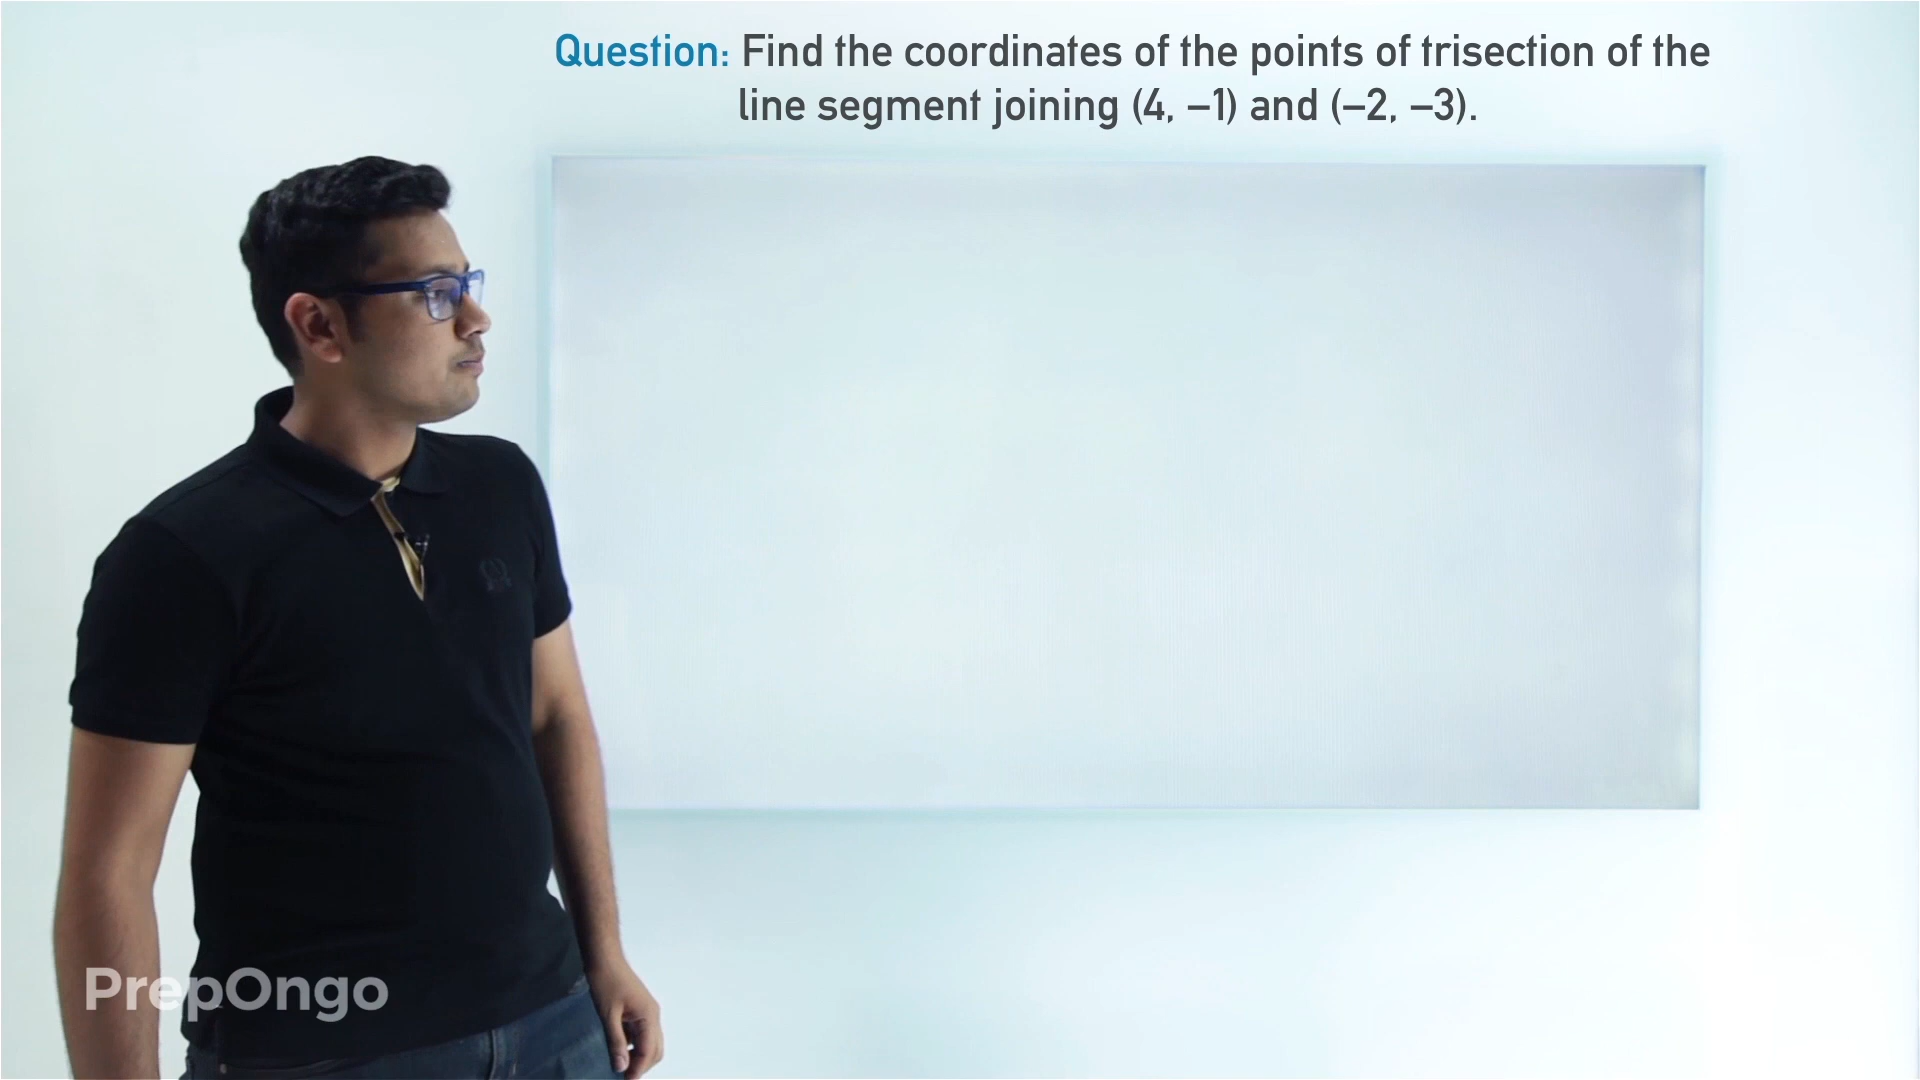 Question: Find the coordinates of the points of trisection of the
line segment joining (4, –1) and (–2, –3).
PrepOngo